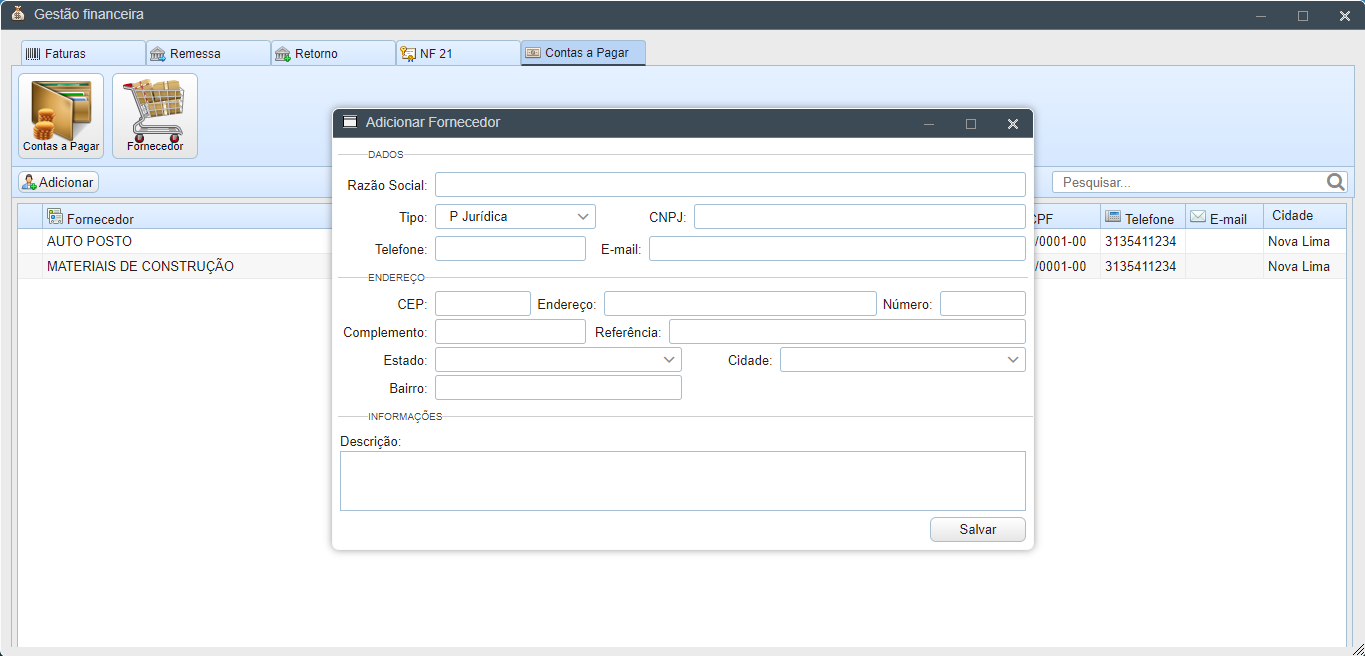 Gestão financeira
Faturas Remessa Retorno NF 21 Contas a Pagar
Contas a Pagar Fornecedor
Adicionar Pesquisar...
Fornecedor CPF Telefone E-mail Cidade
AUTO POSTO /0001-00 3135411234 Nova Lima
MATERIAIS DE CONSTRUÇÃO /0001-00 3135411234 Nova Lima
Adicionar Fornecedor
DADOS
Razão Social:
Tipo: P Jurídica CNPJ:
Telefone: E-mail:
ENDEREÇO
CEP: Endereço: Número:
Complemento: Referência:
Estado: Cidade:
Bairro:
INFORMAÇÕES
Descrição:
Salvar